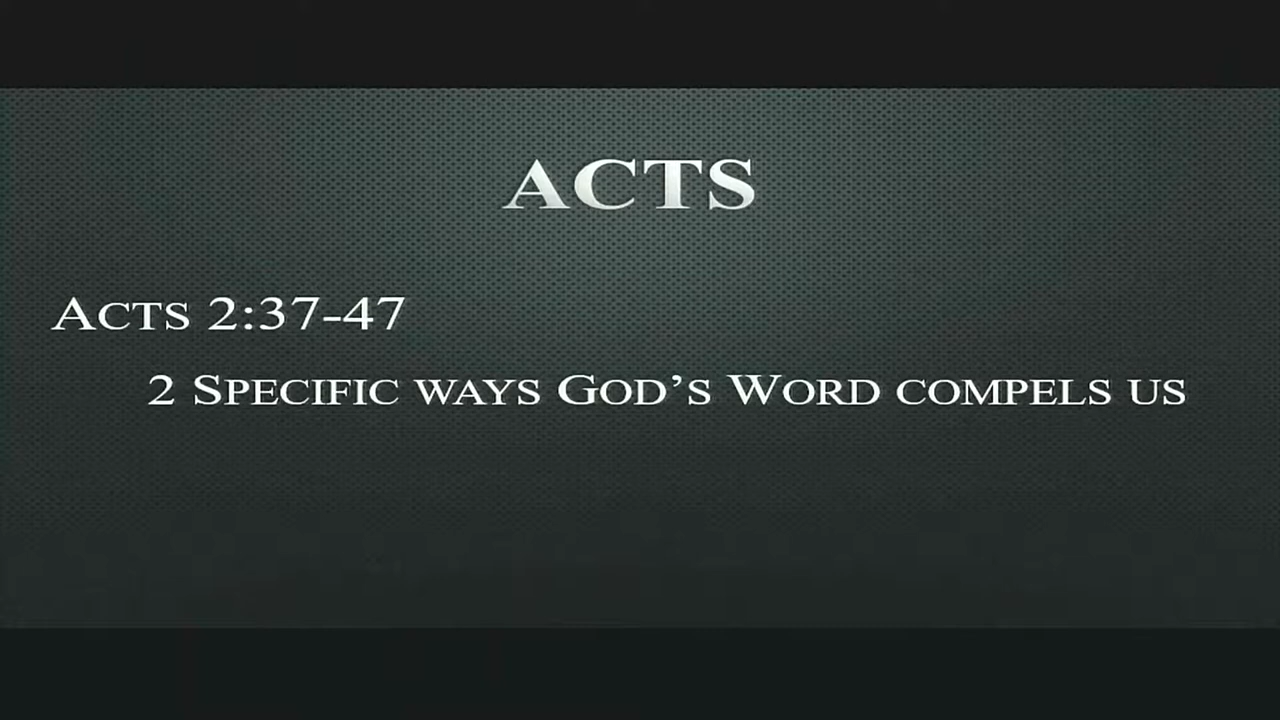 ACTS
ACTS 2:37-47
2 SPECIFIC WAYS GOD’S WORD COMPELS US